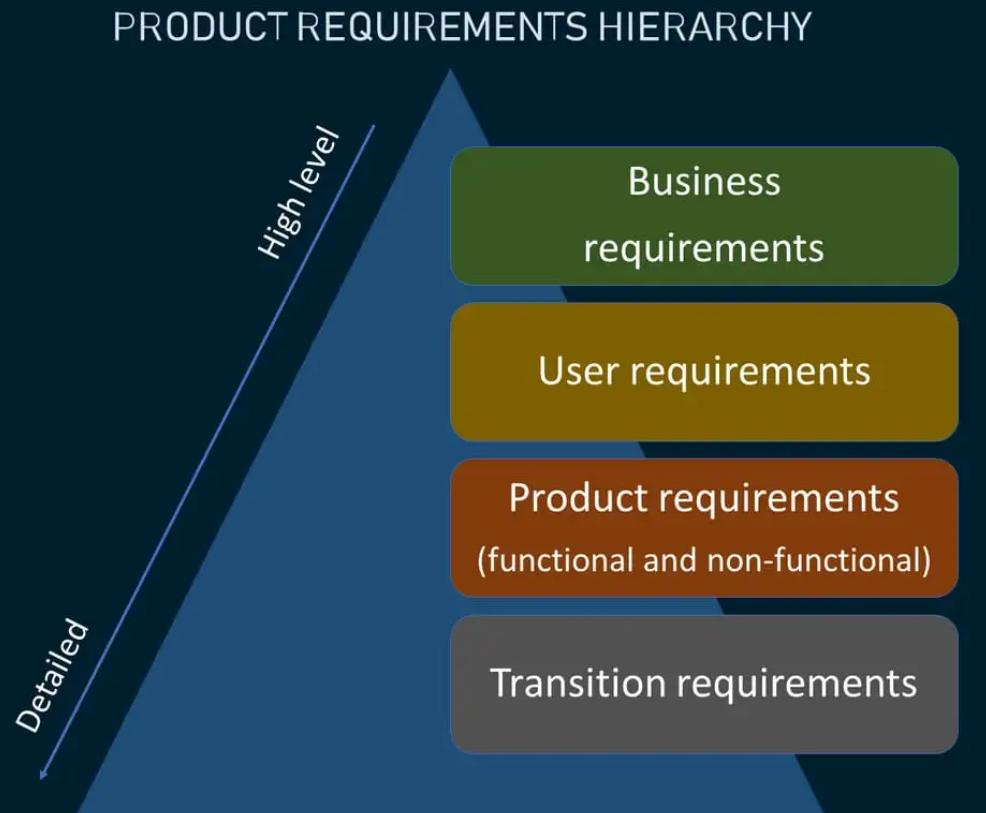 PRODUCT REQUIREMENTS HIERARCHY
High level
Business
requirements
User requirements
Product requirements
(functional and non-functional)
Detailed
Transition requirements